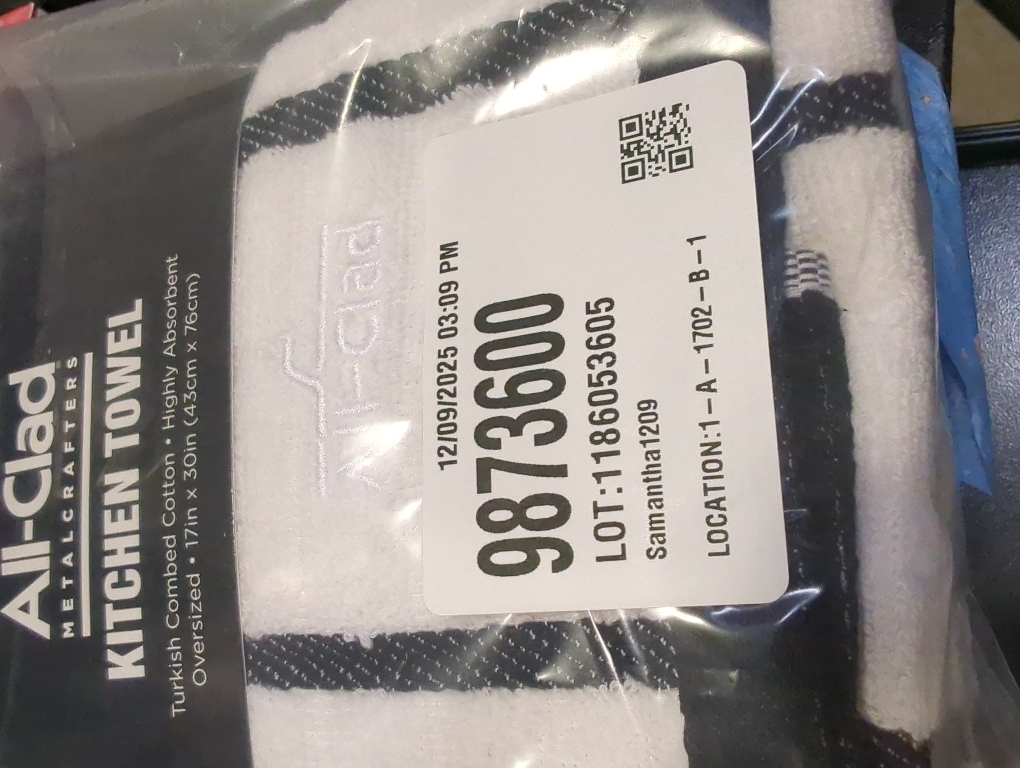 All-Clad
METALCRAFTERS
KITCHEN TOWEL
Turkish Combed Cotton • Highly Absorbent
Oversized • 17in x 30in (43cm x 76cm)
All-Clad
12/09/2025 03:09 PM
9873600
LOT:1186053605
Samantha1209
LOCATION:1-A-1702-B-1